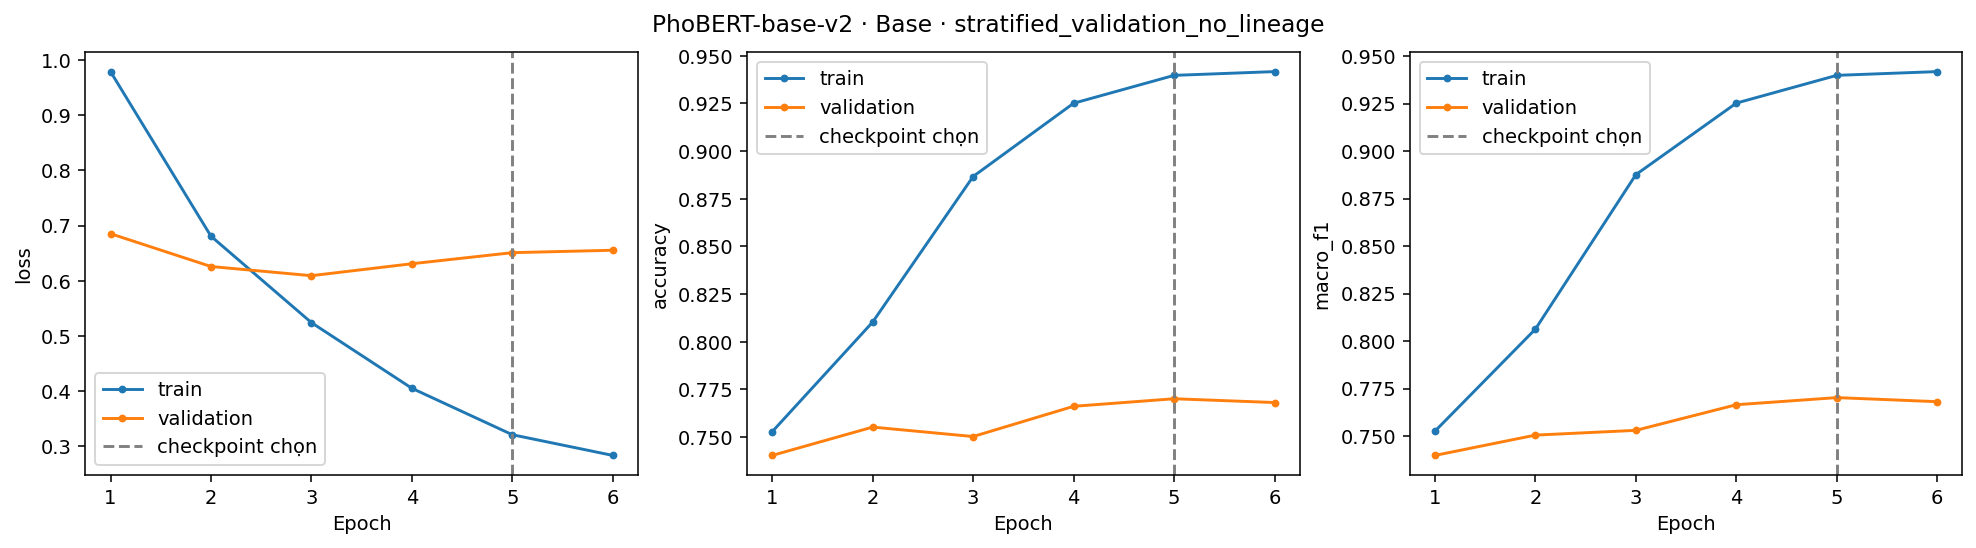 PhoBERT-base-v2 · Base · stratified_validation_no_lineage
loss
1.0
0.9
0.8
0.7
0.6
0.5
0.4
0.3
train
validation
checkpoint chọn
1 2 3 4 5 6
Epoch
accuracy
0.950
0.925
0.900
0.875
0.850
0.825
0.800
0.775
0.750
train
validation
checkpoint chọn
1 2 3 4 5 6
Epoch
macro_f1
0.950
0.925
0.900
0.875
0.850
0.825
0.800
0.775
0.750
train
validation
checkpoint chọn
1 2 3 4 5 6
Epoch